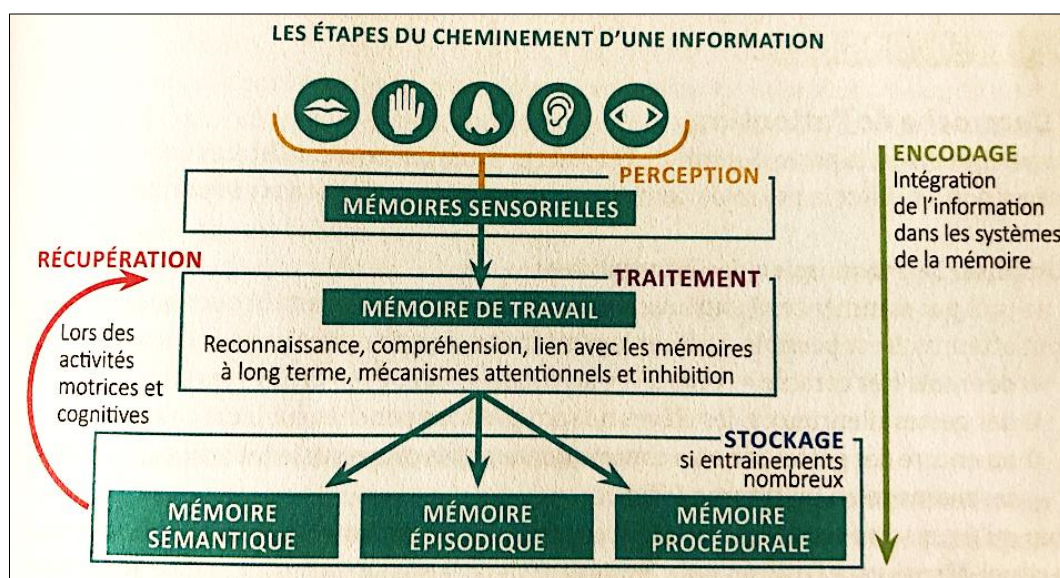 LES ÉTAPES DU CHEMINEMENT D'UNE INFORMATION
PERCEPTION
MÉMOIRES SENSORIELLES
ENCODAGE
Intégration
de l'information
dans les systèmes
de la mémoire
RÉCUPÉRATION
Lors des
activités
motrices et
cognitives
TRAITEMENT
MÉMOIRE DE TRAVAIL
Reconnaissance, compréhension, lien avec les mémoires
à long terme, mécanismes attentionnels et inhibition
STOCKAGE
si entrainements
nombreux
MÉMOIRE
SÉMANTIQUE
MÉMOIRE
ÉPISODIQUE
MÉMOIRE
PROCÉDURALE